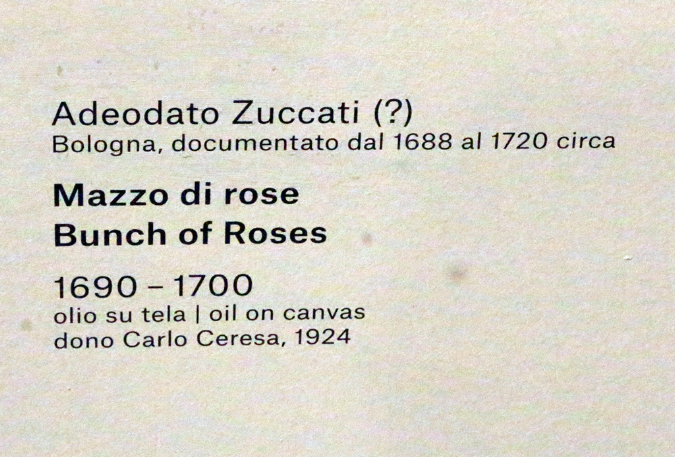 Adeodato Zuccati (?)
Bologna, documentato dal 1688 al 1720 circa
Mazzo di rose
Bunch of Roses
1690 – 1700
olio su tela | oil on canvas
dono Carlo Ceresa, 1924